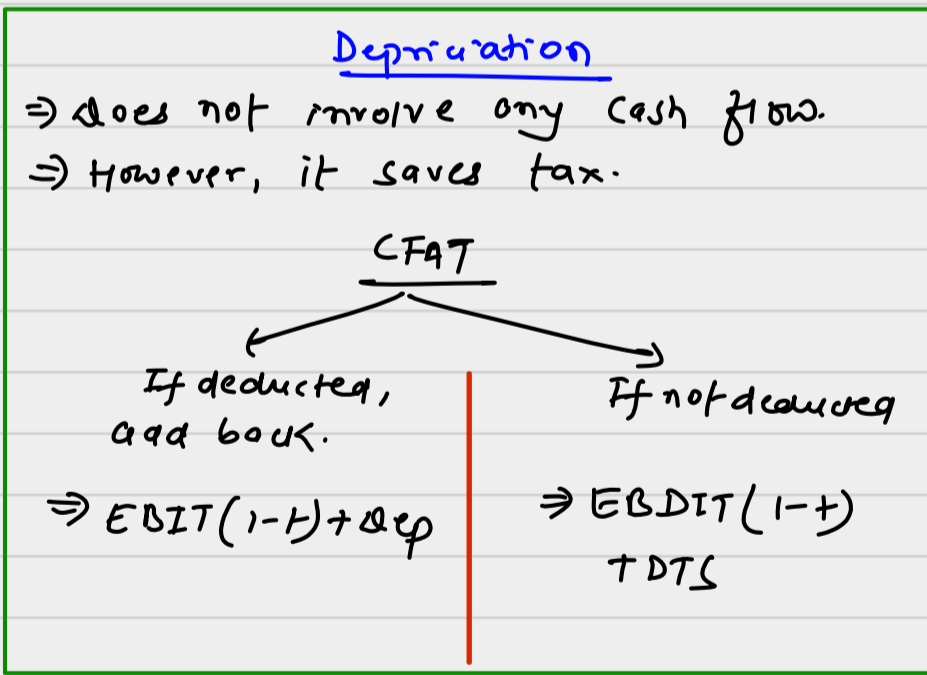 Depriciation
⇒ Does not involve any cash flow.
⇒ However, it saves tax.
CFAT
If deducted,
add back.
⇒ EBIT(1-t)+Dep
If not deducted
⇒ EBDIT(1-t)
+ DTS